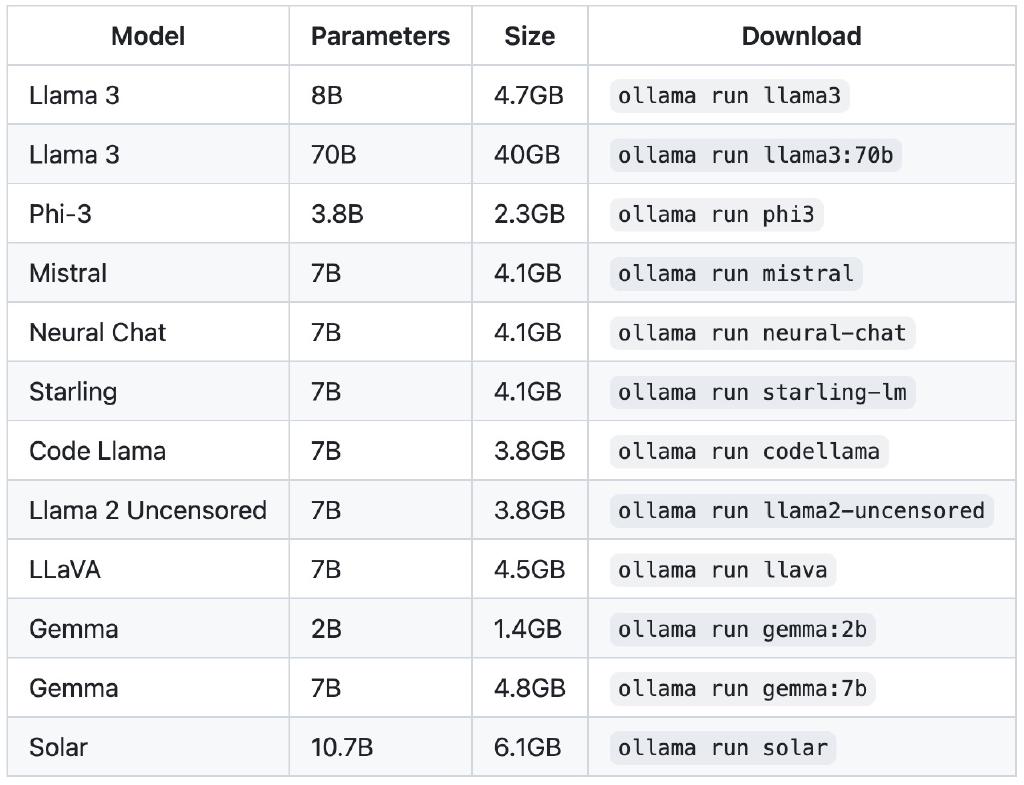 Model Parameters Size Download
Llama 3 8B 4.7GB ollama run llama3
Llama 3 70B 40GB ollama run llama3:70b
Phi-3 3.8B 2.3GB ollama run phi3
Mistral 7B 4.1GB ollama run mistral
Neural Chat 7B 4.1GB ollama run neural-chat
Starling 7B 4.1GB ollama run starling-lm
Code Llama 7B 3.8GB ollama run codellama
Llama 2 Uncensored 7B 3.8GB ollama run llama2-uncensored
LLaVA 7B 4.5GB ollama run llava
Gemma 2B 1.4GB ollama run gemma:2b
Gemma 7B 4.8GB ollama run gemma:7b
Solar 10.7B 6.1GB ollama run solar